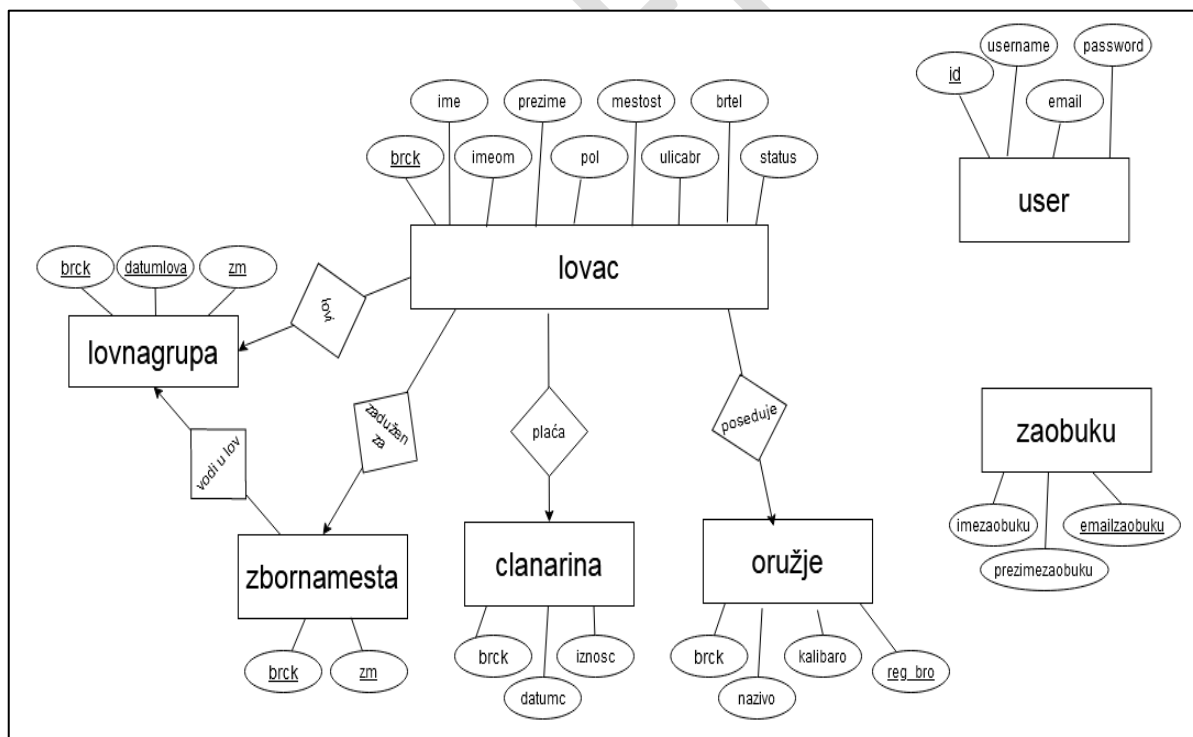 username
password
id
email
user
ime
prezime
mestost
brtel
brck
imeom
pol
ulicabr
status
lovac
brck
datumlova
zm
lovnagrupa
lovi
zadužen
za
plaća
poseduje
vodi u lov
zaobuku
imezaobuku
emailzaobuku
prezimezaobuku
zbornamesta
brck
zm
clanarina
brck
iznosc
datumc
oružje
brck
kalibaro
nazivo
reg_bro